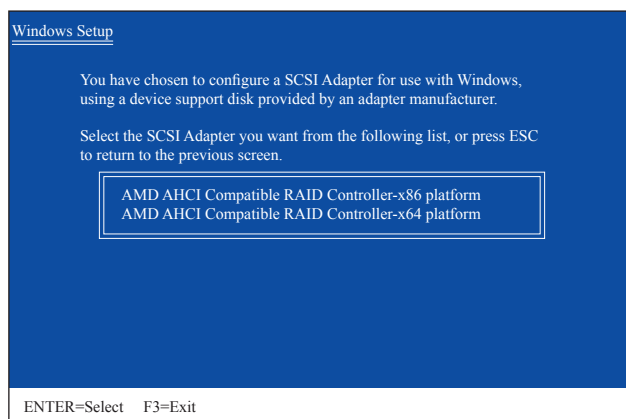 Windows Setup
You have chosen to configure a SCSI Adapter for use with Windows,
using a device support disk provided by an adapter manufacturer.
Select the SCSI Adapter you want from the following list, or press ESC
to return to the previous screen.
AMD AHCI Compatible RAID Controller-x86 platform
AMD AHCI Compatible RAID Controller-x64 platform
ENTER=Select F3=Exit